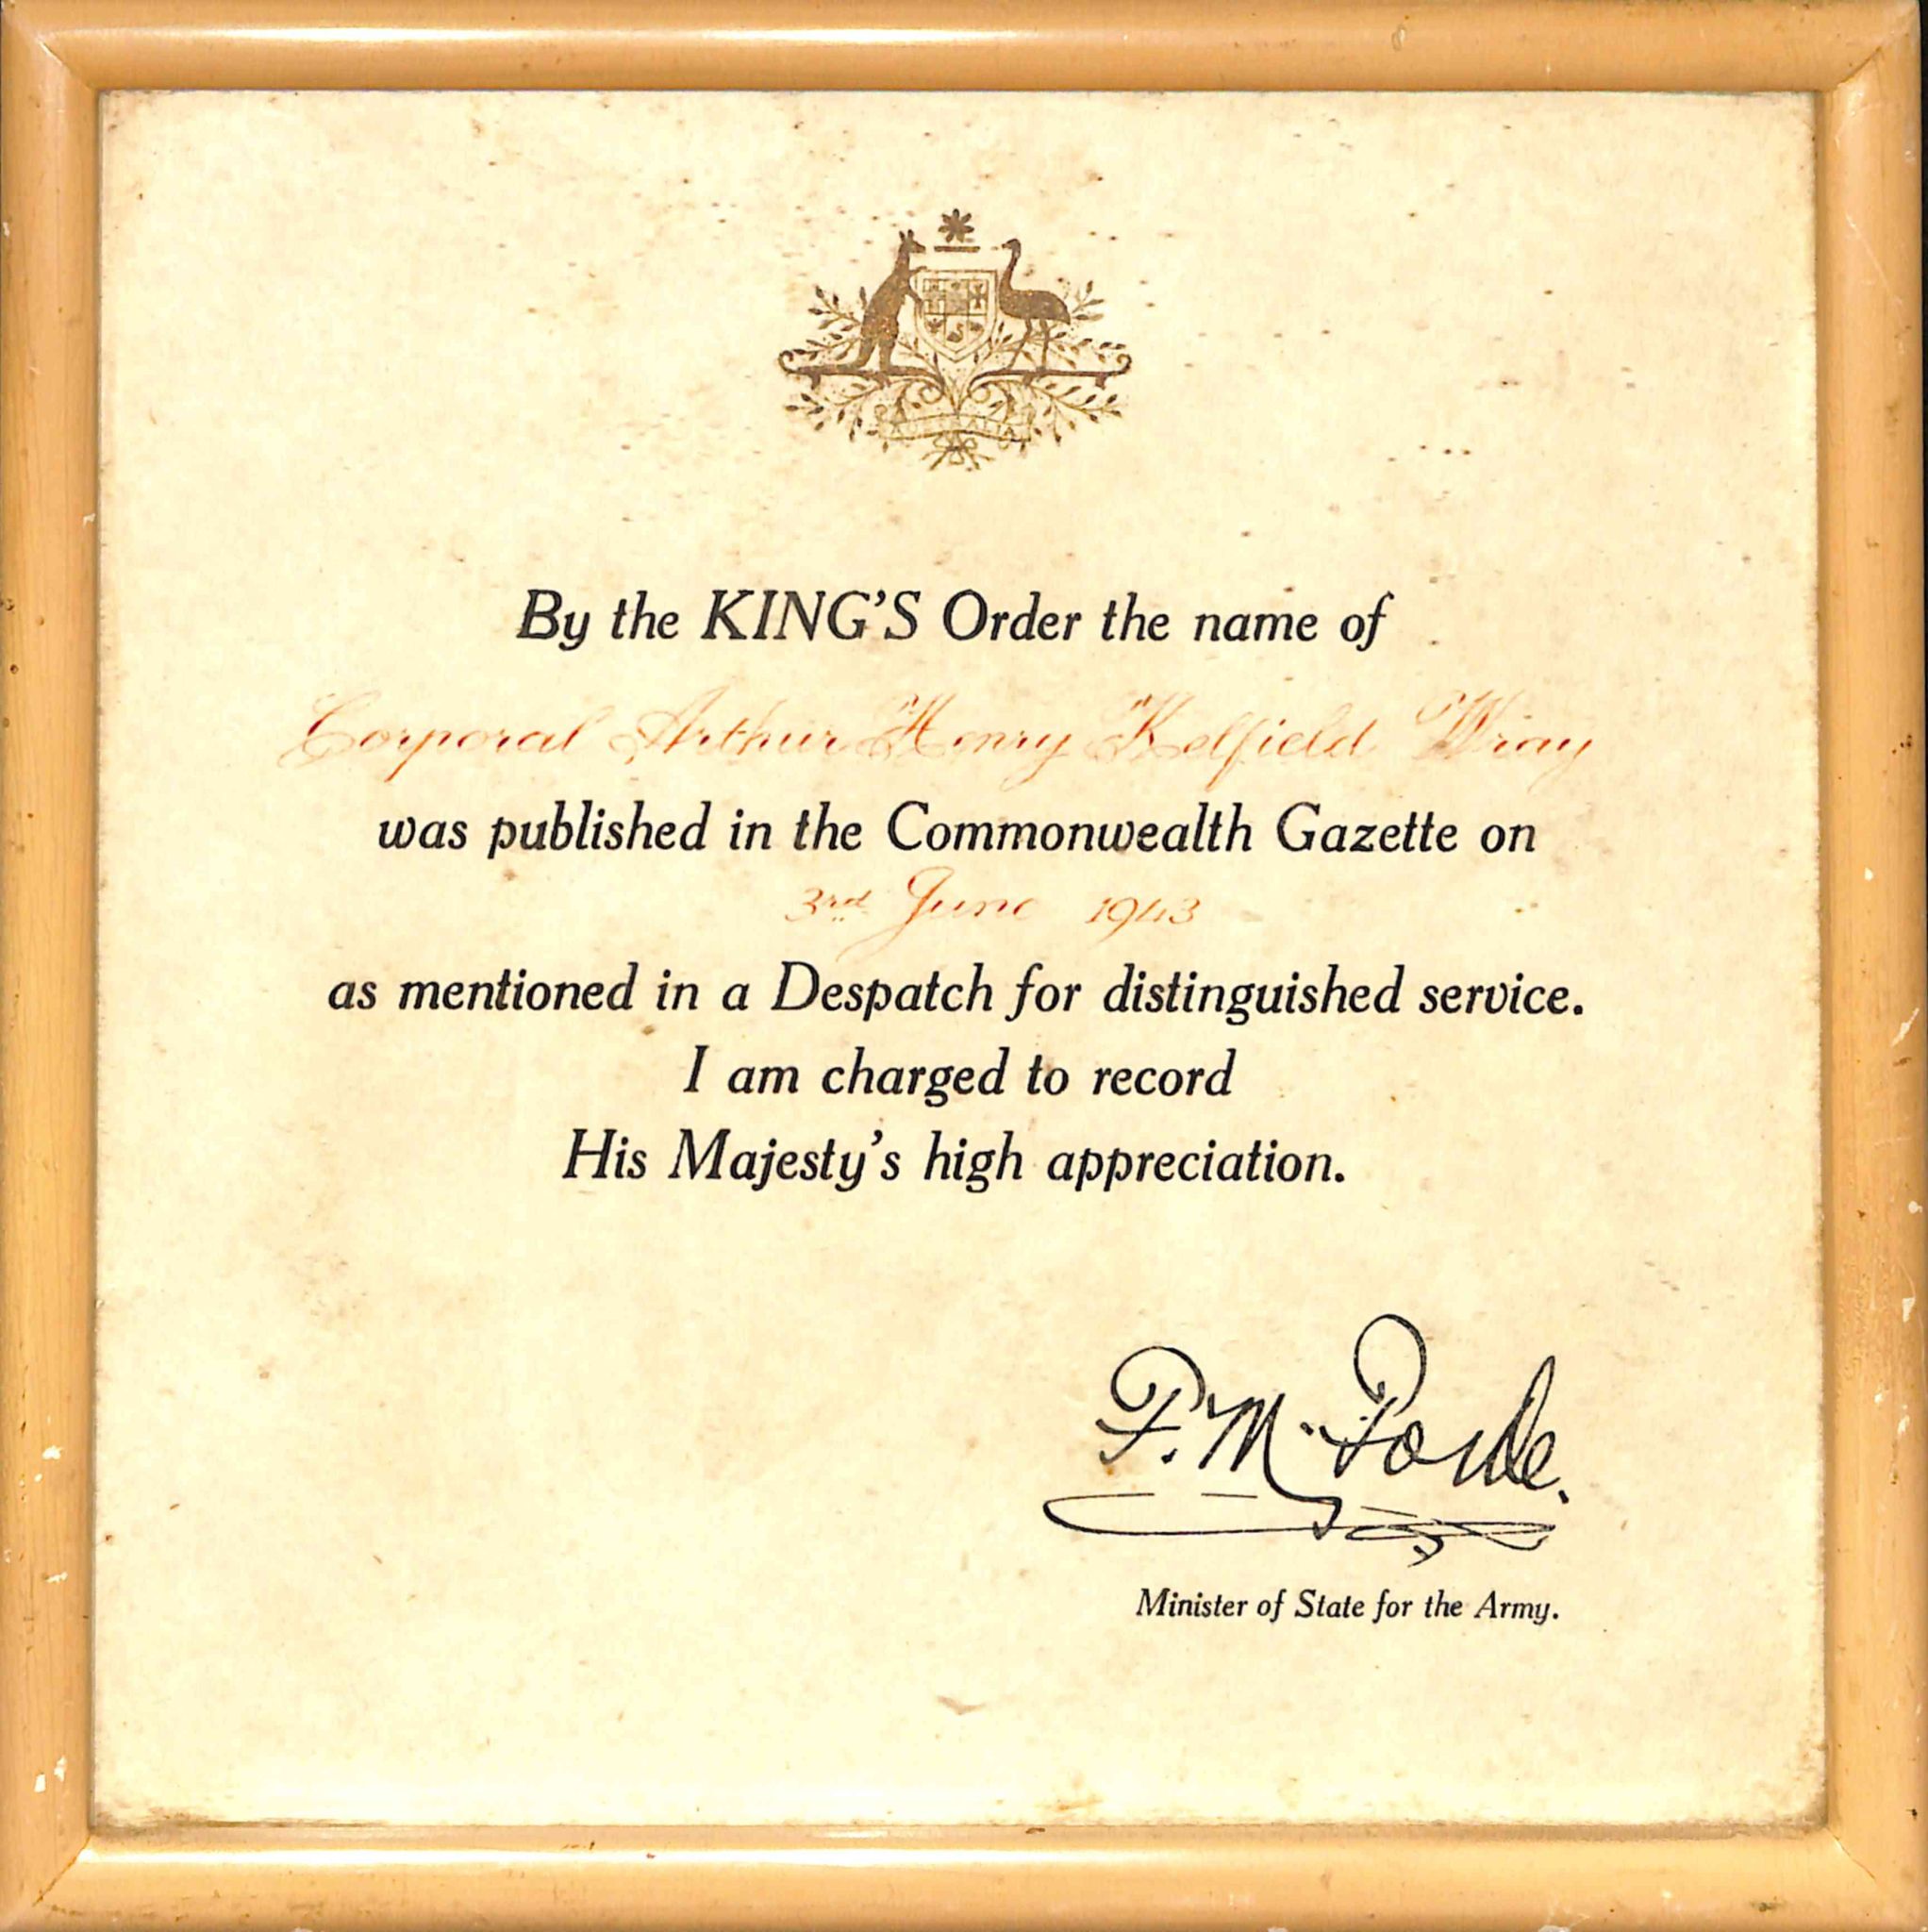 AUSTRALIA
By the KING'S Order the name of
Corporal Arthur Henry Kelfield Wray
was published in the Commonwealth Gazette on
3rd June 1943
as mentioned in a Despatch for distinguished service.
I am charged to record
His Majesty's high appreciation.
F. M. Forde.
Minister of State for the Army.